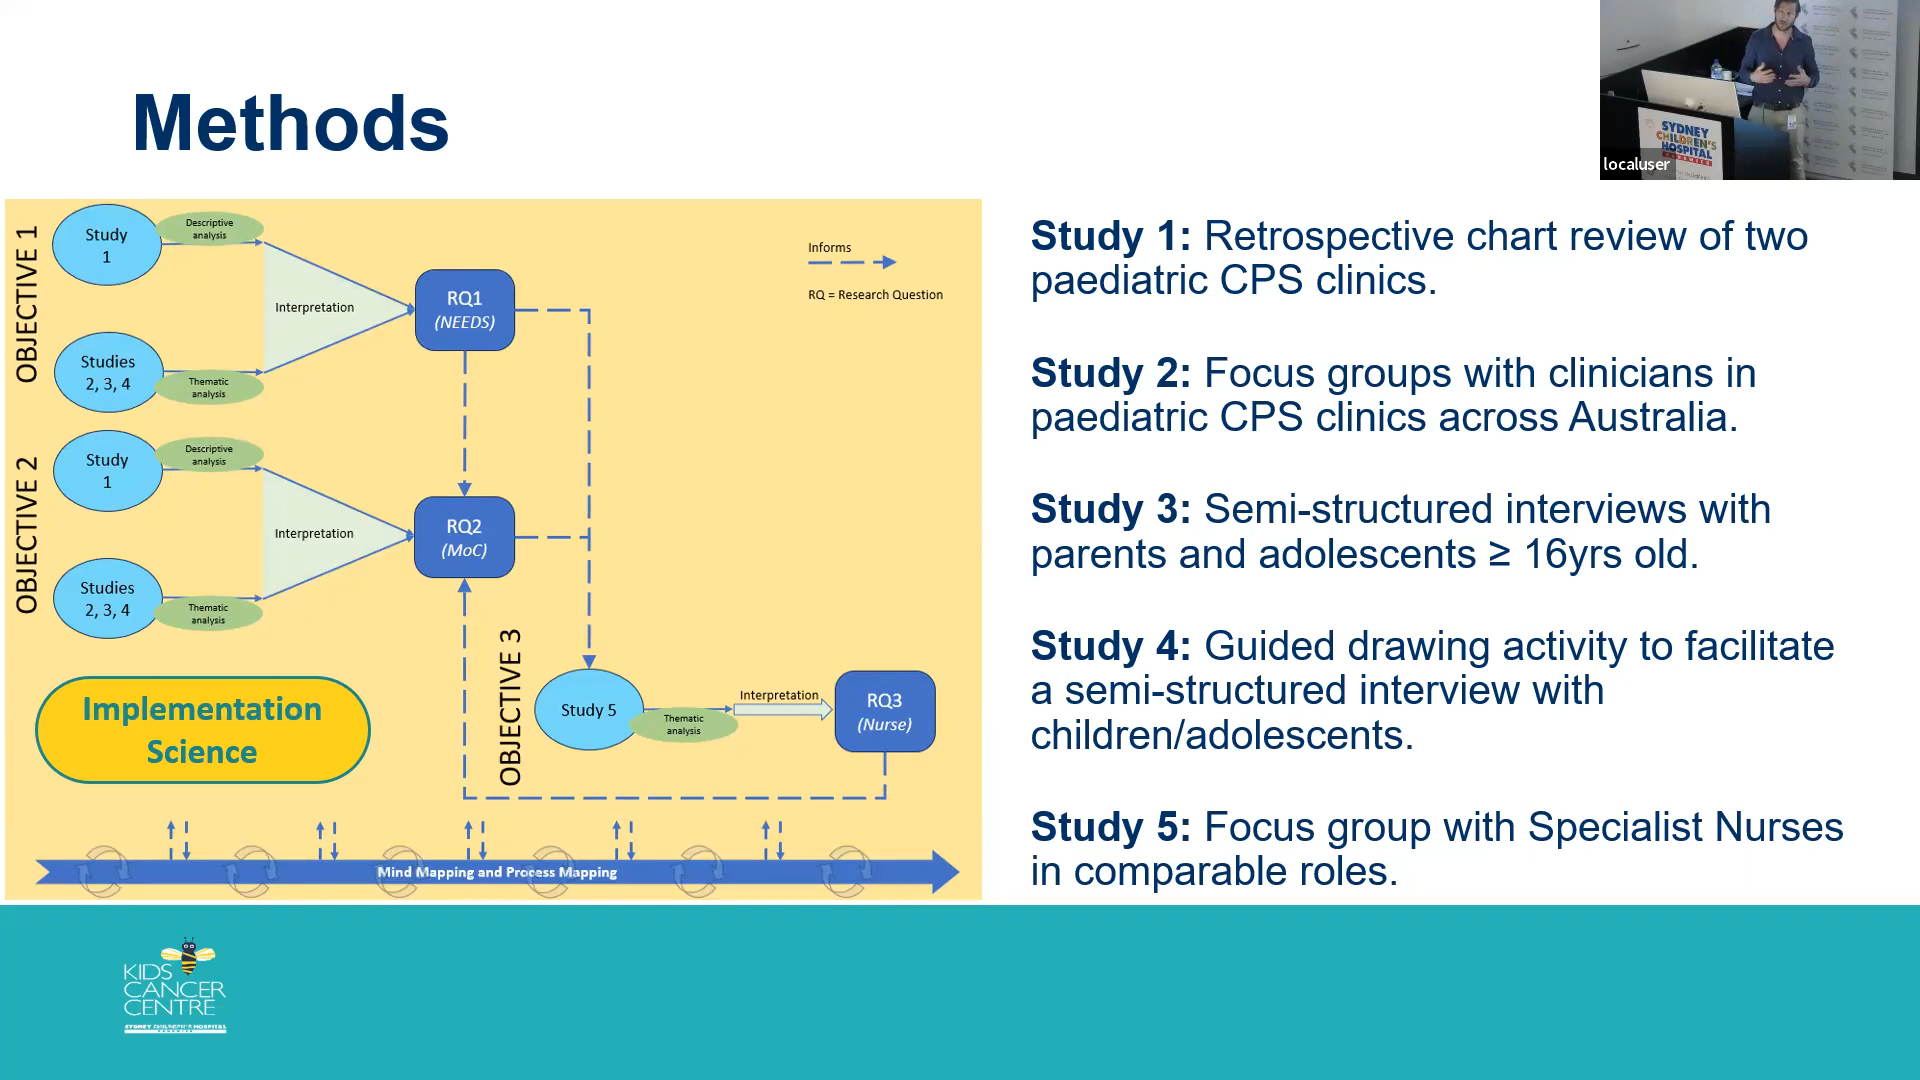 Methods
SYDNEY
CHILDREN'S
HOSPITAL
localuser
OBJECTIVE 1
Study
1
Descriptive
analysis
Interpretation
Studies
2, 3, 4
Thematic
analysis
RQ1
(NEEDS)
Informs
RQ = Research Question
OBJECTIVE 2
Study
1
Descriptive
analysis
Interpretation
Studies
2, 3, 4
Thematic
analysis
RQ2
(MoC)
OBJECTIVE 3
Study 5
Thematic
analysis
Interpretation
RQ3
(Nurse)
Implementation
Science
Mind Mapping and Process Mapping
Study 1: Retrospective chart review of two
paediatric CPS clinics.
Study 2: Focus groups with clinicians in
paediatric CPS clinics across Australia.
Study 3: Semi-structured interviews with
parents and adolescents ≥ 16yrs old.
Study 4: Guided drawing activity to facilitate
a semi-structured interview with
children/adolescents.
Study 5: Focus group with Specialist Nurses
in comparable roles.
KIDS
CANCER
CENTRE
SYDNEY CHILDREN'S HOSPITAL